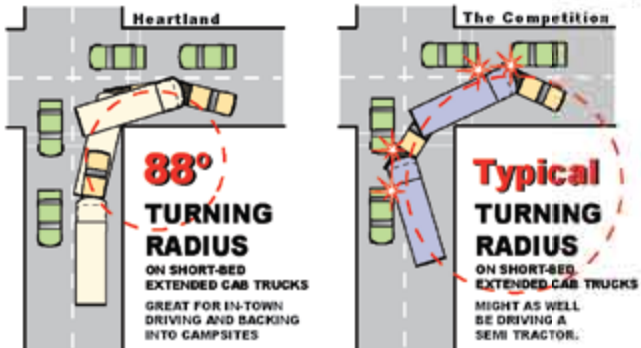 Heartland
88°
TURNING
RADIUS
ON SHORT-BED
EXTENDED CAB TRUCKS
GREAT FOR IN-TOWN
DRIVING AND BACKING
INTO CAMPSITES
The Competition
Typical
TURNING
RADIUS
ON SHORT-BED
EXTENDED CAB TRUCKS
MIGHT AS WELL
BE DRIVING A
SEMI TRACTOR.